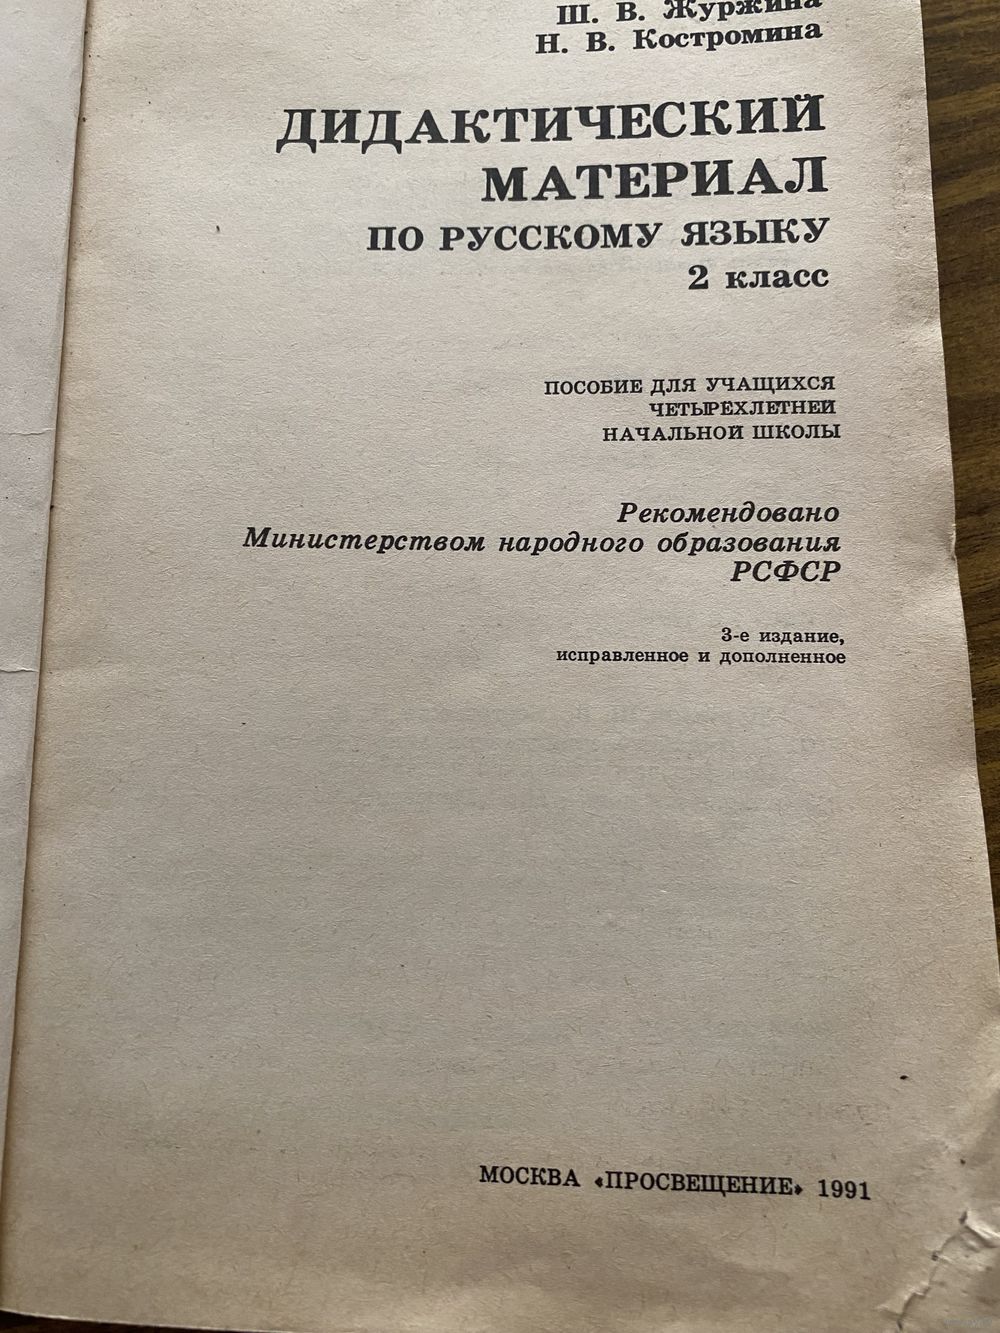 Ш. В. Журжина
Н. В. Костромина
ДИДАКТИЧЕСКИЙ
МАТЕРИАЛ
ПО РУССКОМУ ЯЗЫКУ
2 класс
ПОСОБИЕ ДЛЯ УЧАЩИХСЯ
ЧЕТЫРЕХЛЕТНЕЙ
НАЧАЛЬНОЙ ШКОЛЫ
Рекомендовано
Министерством народного образования
РСФСР
3-е издание,
исправленное и дополненное
МОСКВА «ПРОСВЕЩЕНИЕ» 1991